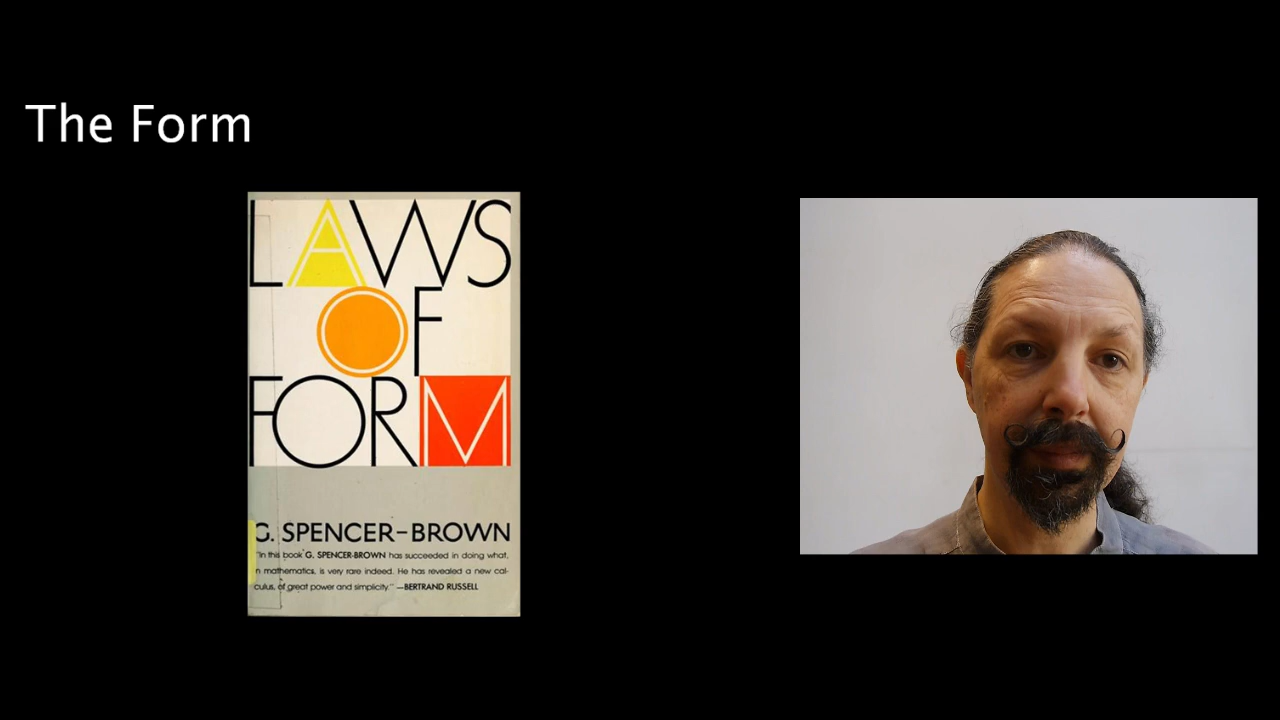 The Form
LAWS
OF
FORM
G. SPENCER–BROWN
"In this book G. SPENCER-BROWN has succeeded in doing what,
in mathematics, is very rare indeed. He has revealed a new cal-
culus, of great power and simplicity." —BERTRAND RUSSELL